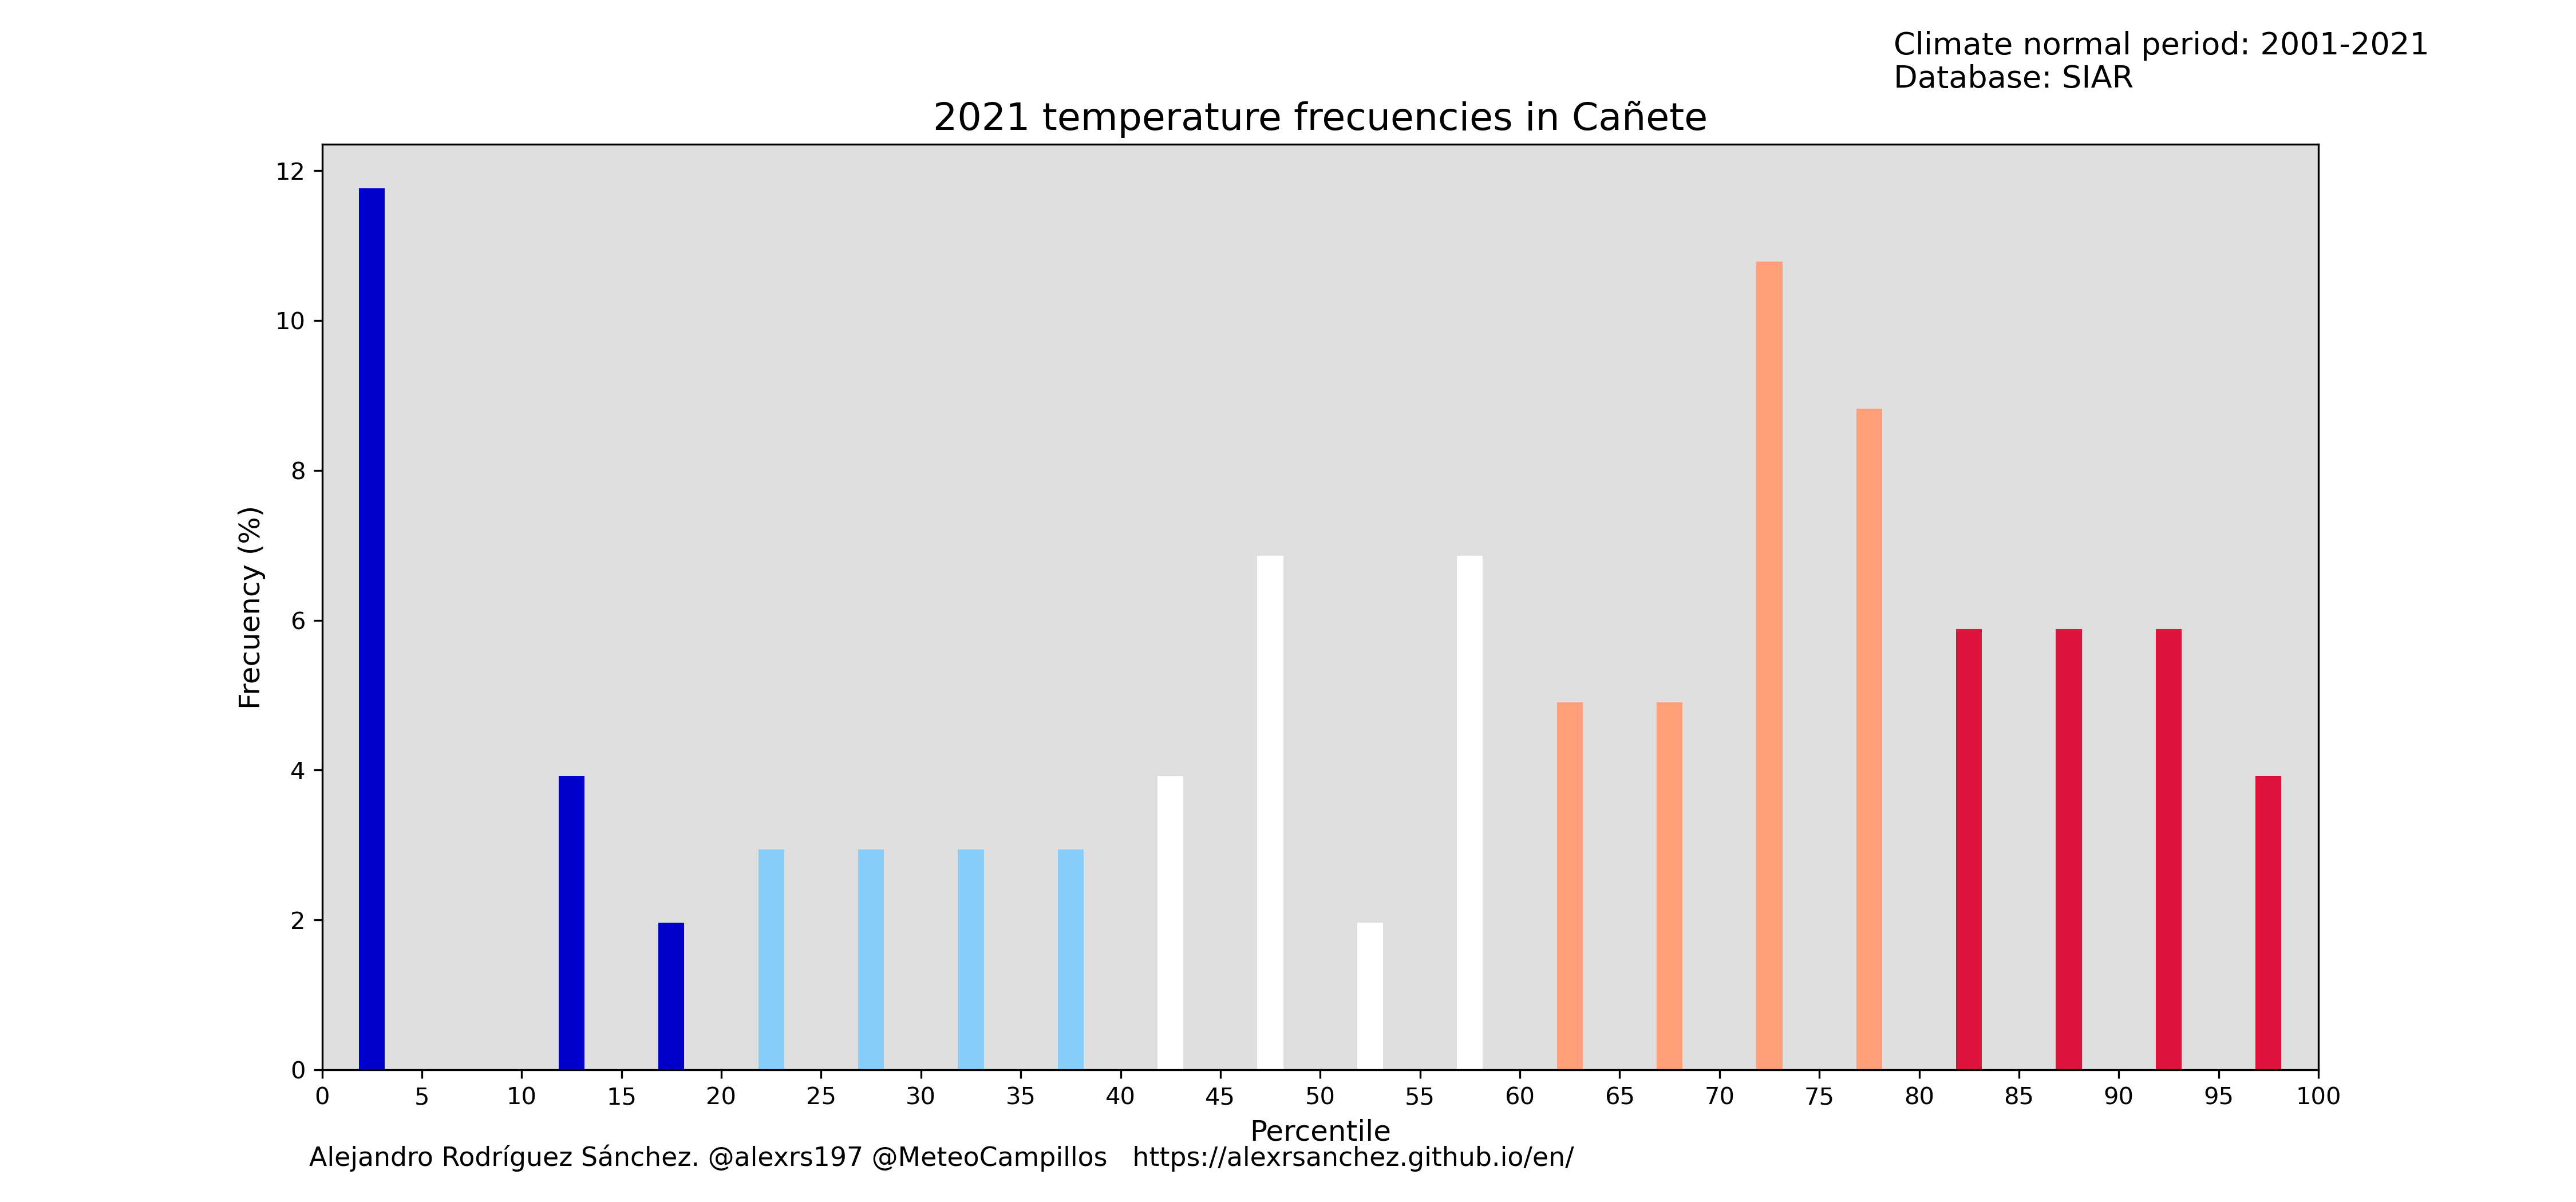 Climate normal period: 2001-2021
Database: SIAR
2021 temperature frecuencies in Cañete
Frecuency (%)
12
10
8
6
4
2
0
0 5 10 15 20 25 30 35 40 45 50 55 60 65 70 75 80 85 90 95 100
Percentile
Alejandro Rodríguez Sánchez. @alexrs197 @MeteoCampillos https://alexrsanchez.github.io/en/